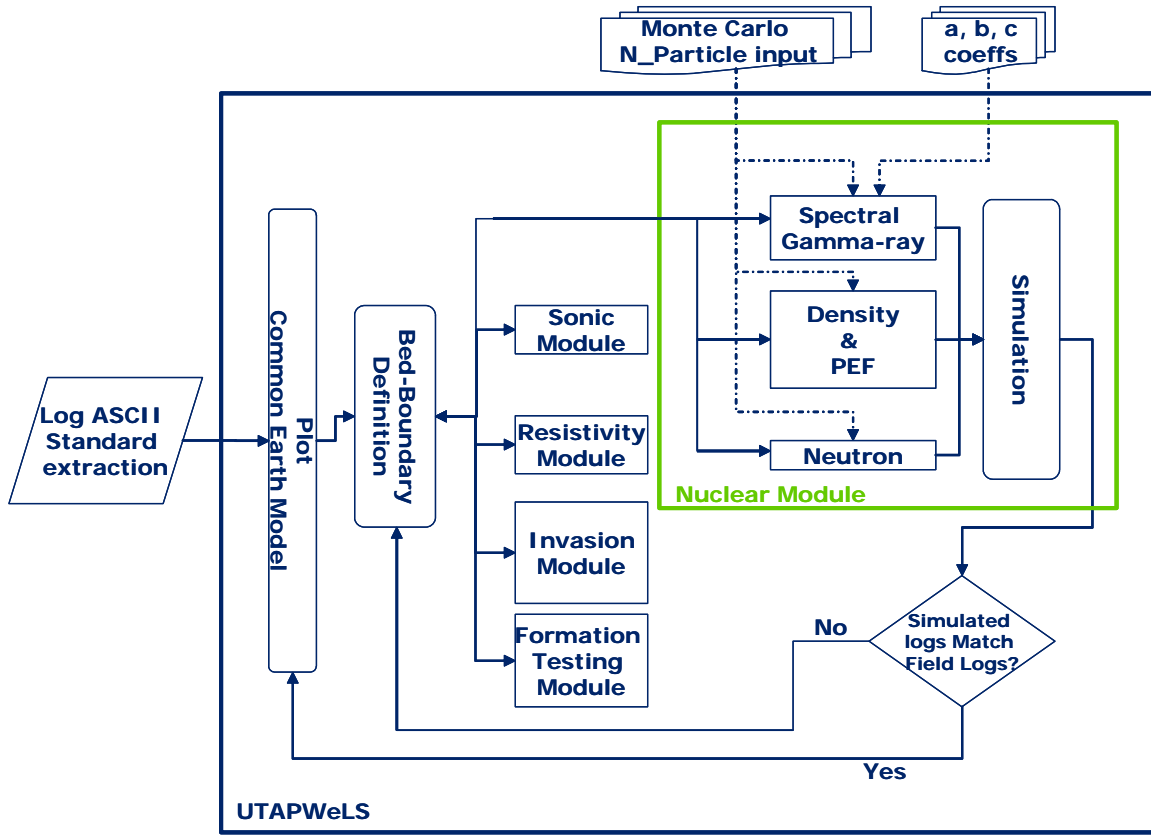 Monte Carlo
N_Particle input
a, b, c
coeffs
Log ASCII
Standard
extraction
Plot
Common Earth Model
Bed-Boundary
Definition
Sonic
Module
Resistivity
Module
Invasion
Module
Formation
Testing
Module
Spectral
Gamma-ray
Density
&
PEF
Neutron
Nuclear Module
Simulation
Simulated
logs Match
Field Logs?
No
Yes
UTAPWeLS